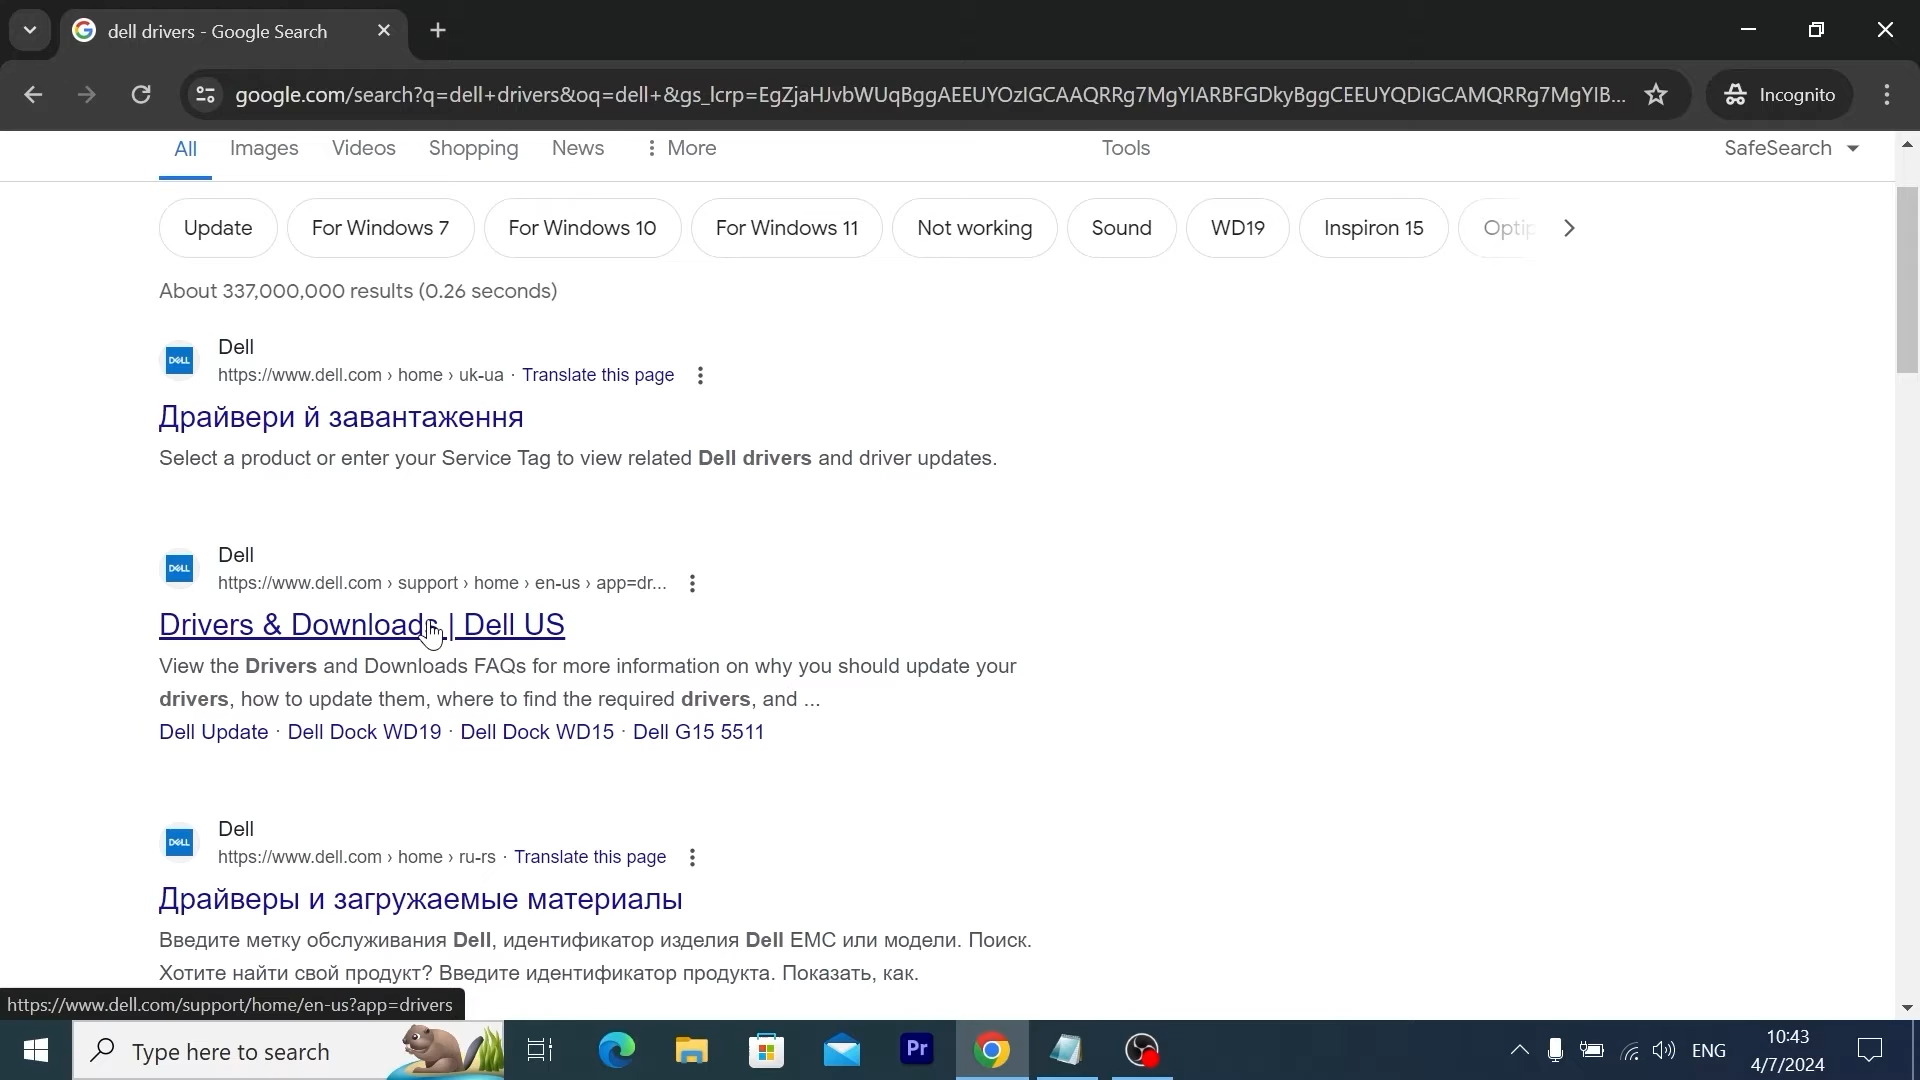 dell drivers - Google Search
google.com/search?q=dell+drivers&oq=dell+&gs_lcrp=EgZjaHJvbWUqBggAEEUYOzIGCAAQRRg7MgYIARBFGDkyBggCEEUYQDIGCAMQRRg7MgYIB...
Incognito
All Images Videos Shopping News More Tools SafeSearch
Update For Windows 7 For Windows 10 For Windows 11 Not working Sound WD19 Inspiron 15 Optip
About 337,000,000 results (0.26 seconds)
DELL
Dell
https://www.dell.com › home › uk-ua · Translate this page
Драйвери й завантаження
Select a product or enter your Service Tag to view related Dell drivers and driver updates.
DELL
Dell
https://www.dell.com › support › home › en-us › app=dr...
Drivers & Downloads | Dell US
View the Drivers and Downloads FAQs for more information on why you should update your
drivers, how to update them, where to find the required drivers, and ...
Dell Update · Dell Dock WD19 · Dell Dock WD15 · Dell G15 5511
DELL
Dell
https://www.dell.com › home › ru-rs · Translate this page
Драйверы и загружаемые материалы
Введите метку обслуживания Dell, идентификатор изделия Dell EMC или модели. Поиск.
Хотите найти свой продукт? Введите идентификатор продукта. Показать, как.
https://www.dell.com/support/home/en-us?app=drivers
Type here to search
Pr
ENG
10:43
4/7/2024